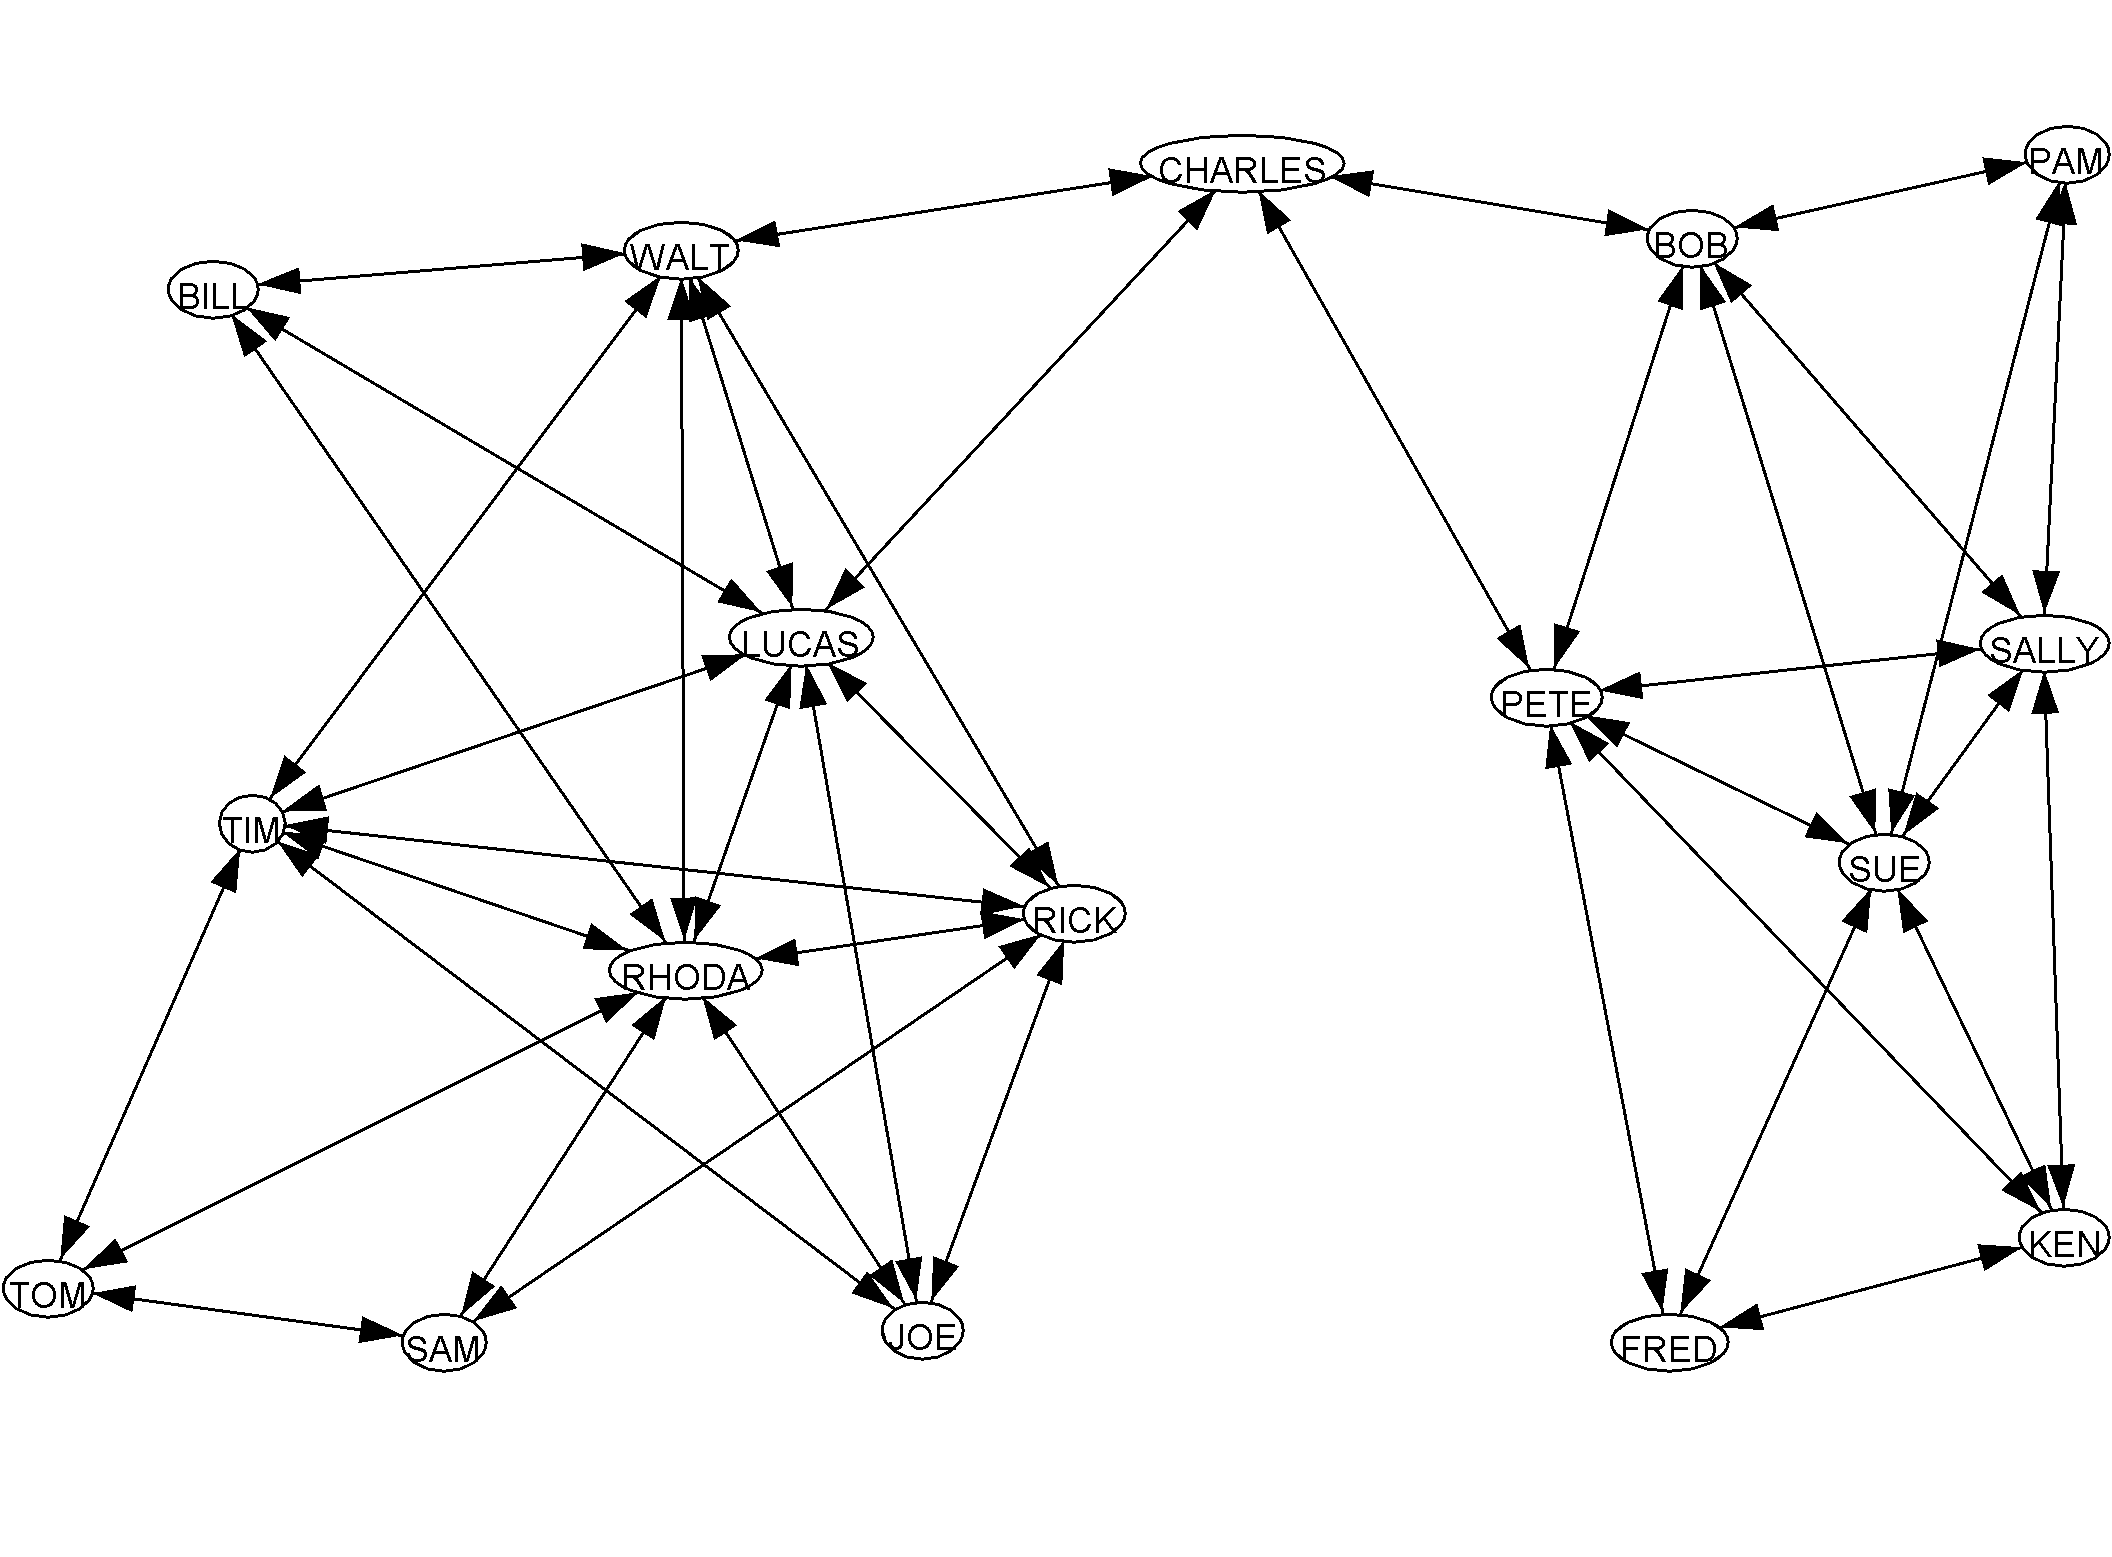 CHARLES
PAM
WALT
BOB
BILL
LUCAS
SALLY
PETE
TIM
SUE
RICK
RHODA
KEN
TOM
SAM
JOE
FRED